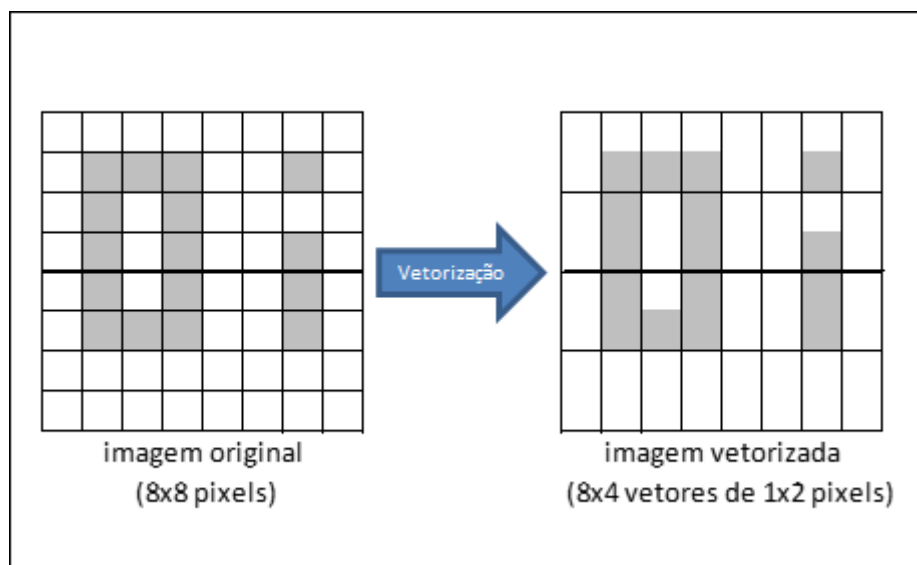 Vetorização
imagem original
(8x8 pixels)
imagem vetorizada
(8x4 vetores de 1x2 pixels)